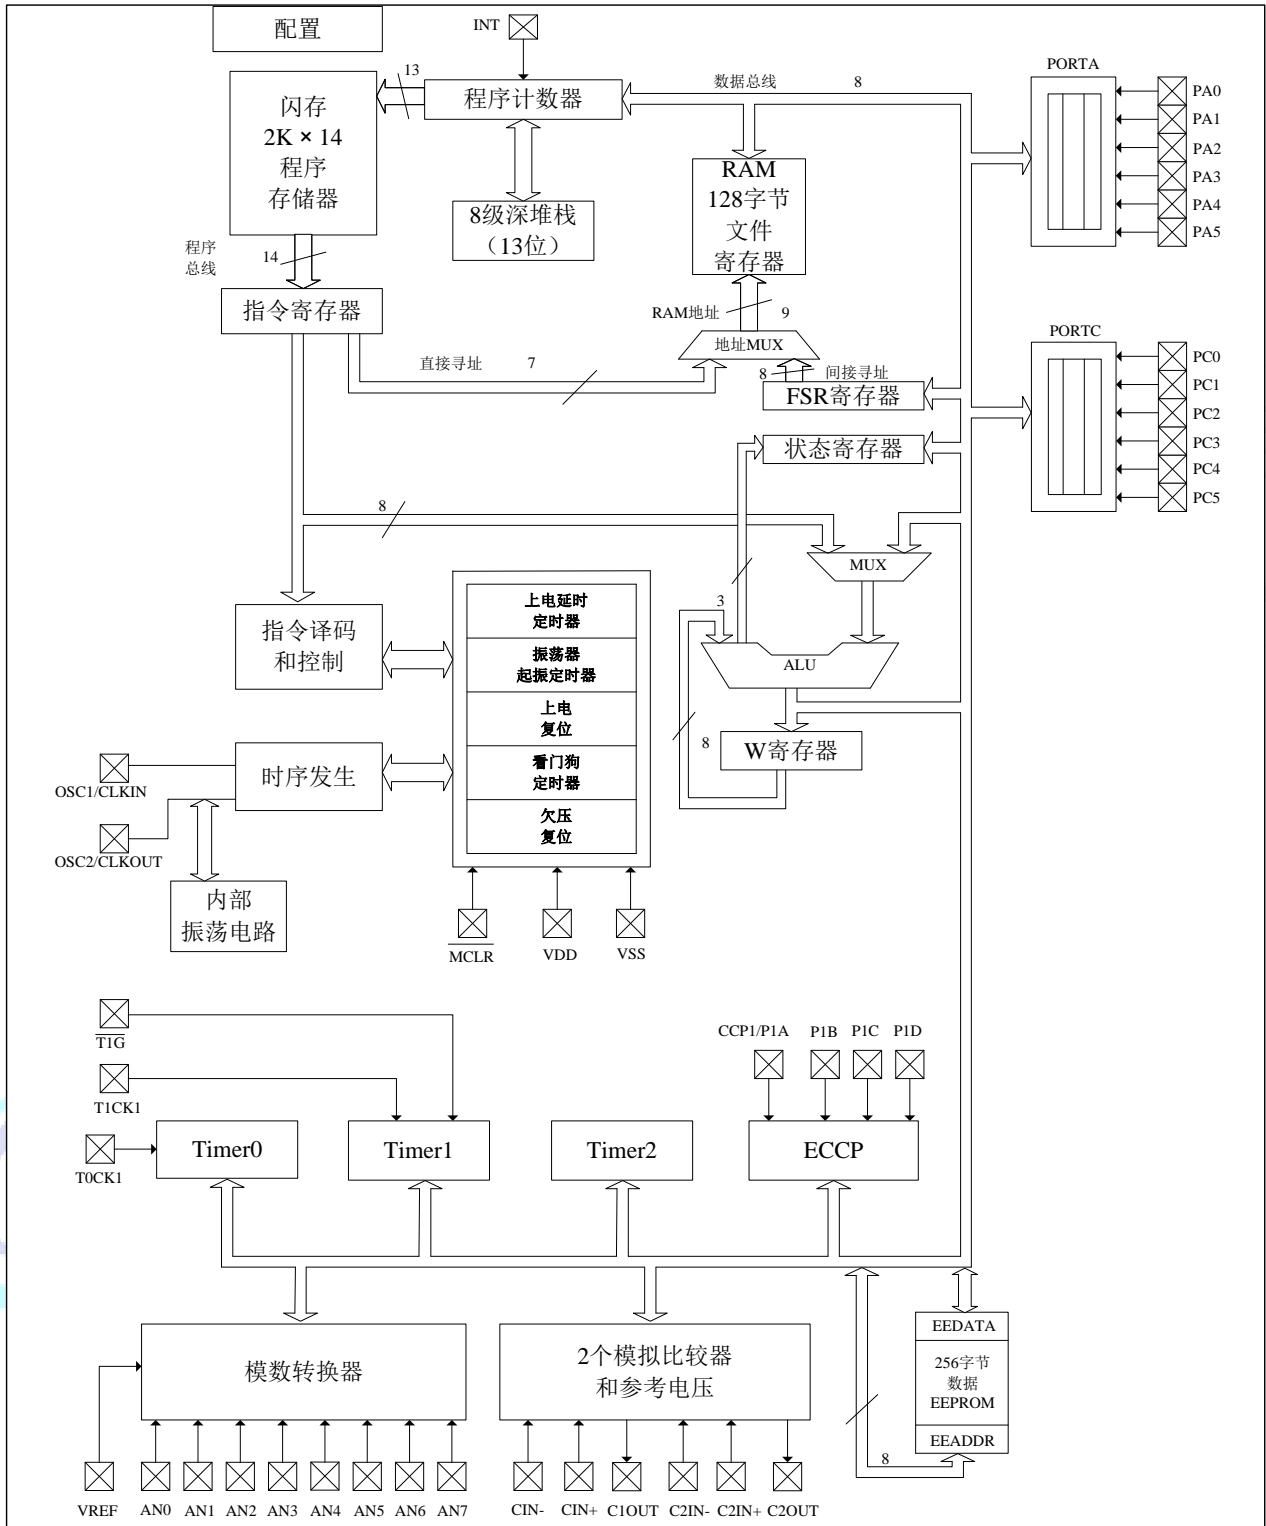 配置
INT
13
程序计数器
数据总线
8
PORTA
闪存
2K × 14
程序
存储器
PA0
PA1
PA2
PA3
PA4
PA5
RAM
128字节
文件
寄存器
8级深堆栈
（13位）
程序
总线
14
指令寄存器
RAM地址
9
地址MUX
PORTC
直接寻址
7
8
间接寻址
FSR寄存器
PC0
PC1
PC2
PC3
PC4
PC5
状态寄存器
8
MUX
3
ALU
指令译码
和控制
上电延时
定时器
振荡器
起振定时器
上电
复位
看门狗
定时器
欠压
复位
8
W寄存器
时序发生
OSC1/CLKIN
OSC2/CLKOUT
内部
振荡电路
MCLR
VDD
VSS
T1G
T1CK1
T0CK1
CCP1/P1A
P1B
P1C
P1D
Timer0
Timer1
Timer2
ECCP
模数转换器
2个模拟比较器
和参考电压
EEDATA
256字节
数据
EEPROM
EEADDR
8
VREF
AN0
AN1
AN2
AN3
AN4
AN5
AN6
AN7
CIN-
CIN+
C1OUT
C2IN-
C2IN+
C2OUT